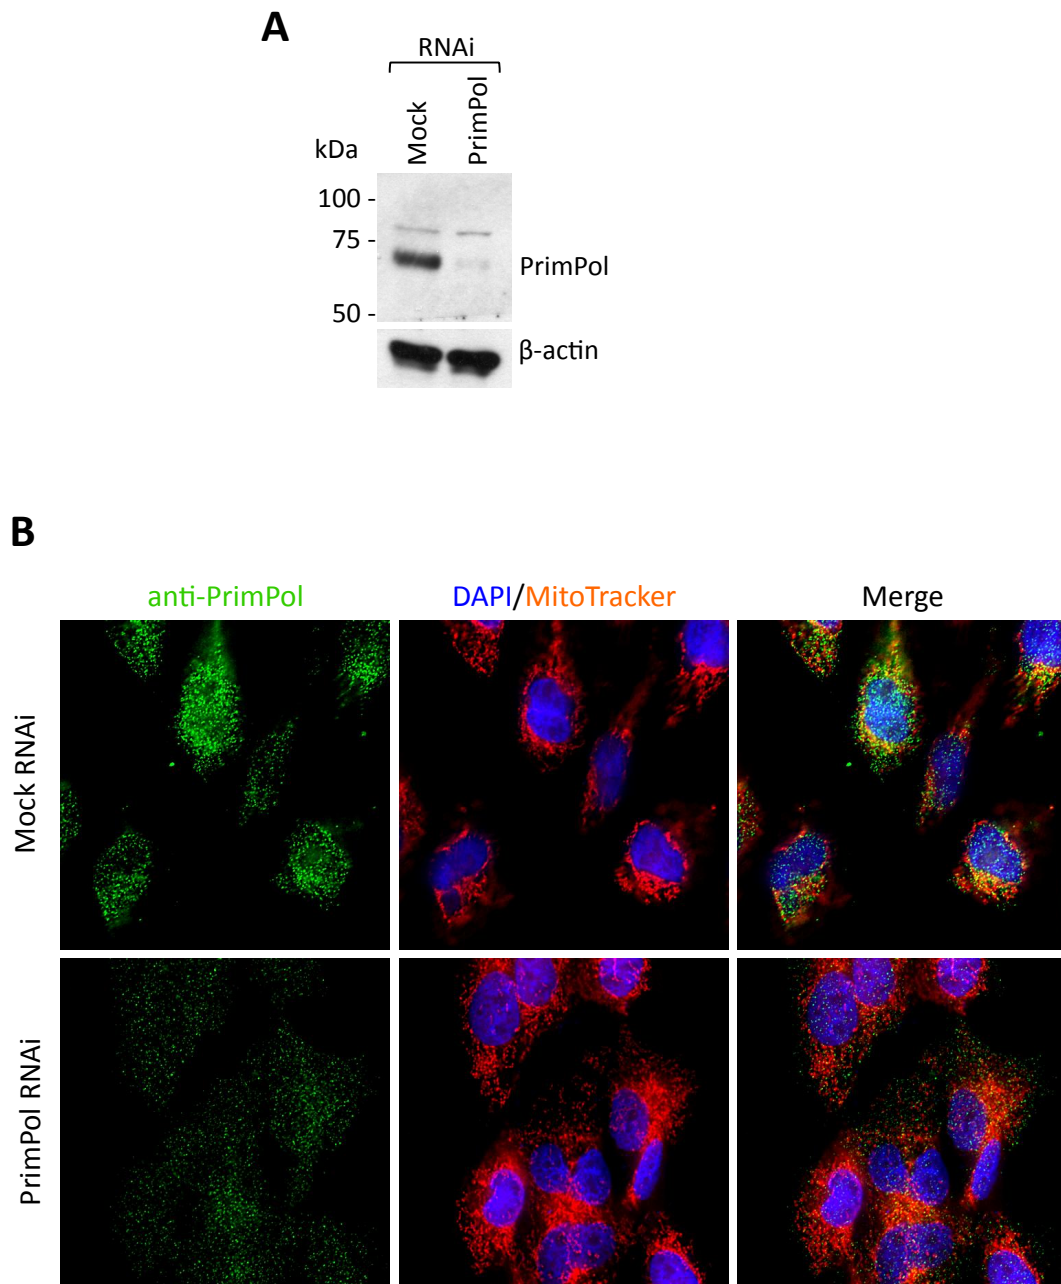 A
RNAi
Mock
PrimPol
kDa
100 -
75 -
PrimPol
50 -
β-actin
B
anti-PrimPol
DAPI/MitoTracker
Merge
Mock RNAi
PrimPol RNAi